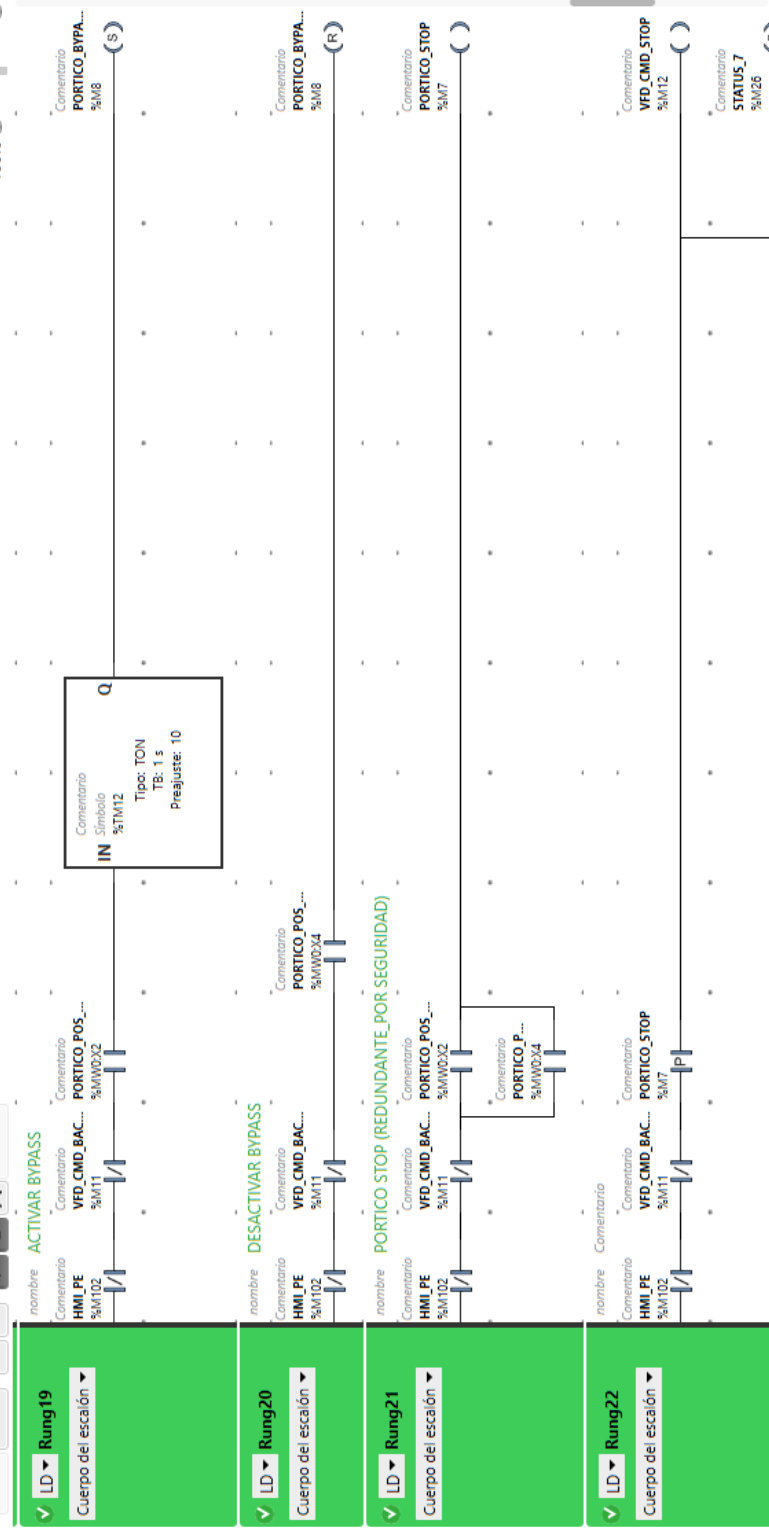 LD Rung19
Cuerpo del escalón
nombre ACTIVAR BYPASS
Comentario
HMI_PE
%M102
Comentario
VFD_CMD_BAC...
%M11
Comentario
PORTICO_POS_...
%MW0:X2
Comentario
Símbolo
IN %TM12 Q
Tipo: TON
TB: 1 s
Preajuste: 10
Comentario
PORTICO_BYPA...
%M8
S
LD Rung20
Cuerpo del escalón
nombre DESACTIVAR BYPASS
Comentario
HMI_PE
%M102
Comentario
VFD_CMD_BAC...
%M11
Comentario
PORTICO_POS_...
%MW0:X4
Comentario
PORTICO_BYPA...
%M8
R
LD Rung21
Cuerpo del escalón
nombre PORTICO STOP (REDUNDANTE_POR SEGURIDAD)
Comentario
HMI_PE
%M102
Comentario
VFD_CMD_BAC...
%M11
Comentario
PORTICO_POS_...
%MW0:X2
Comentario
PORTICO_P...
%MW0:X4
Comentario
PORTICO_STOP
%M7
LD Rung22
Cuerpo del escalón
nombre Comentario
Comentario
HMI_PE
%M102
Comentario
VFD_CMD_BAC...
%M11
Comentario
PORTICO_STOP
%M7
P
Comentario
VFD_CMD_STOP
%M12
Comentario
STATUS_7
%M26